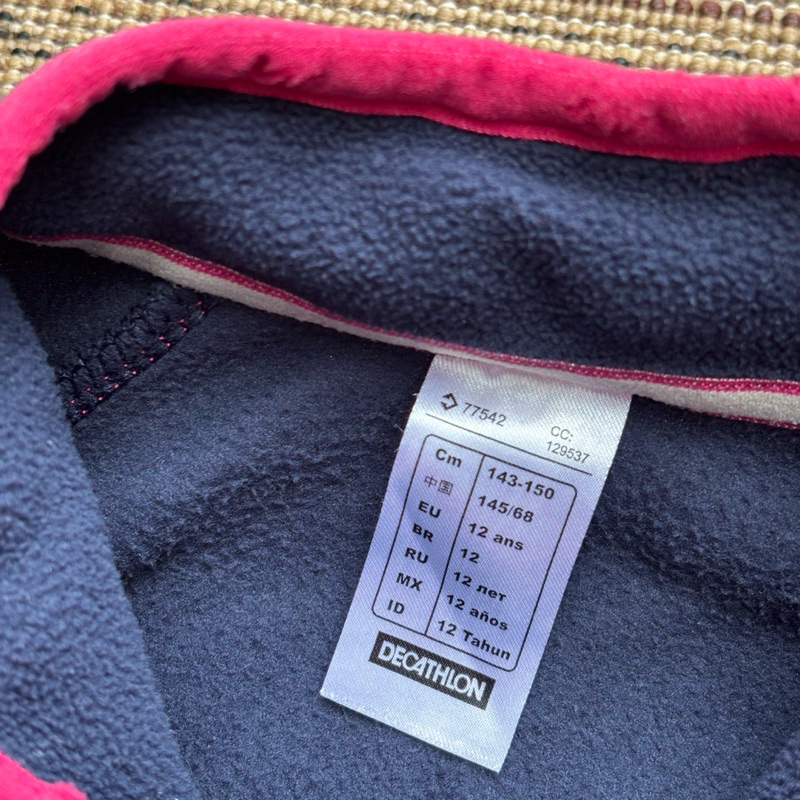 77542
CC:
129537
Cm 143-150
中国 145/68
EU 12 ans
BR 12
RU 12 лет
MX 12 años
ID 12 Tahun
DECATHLON